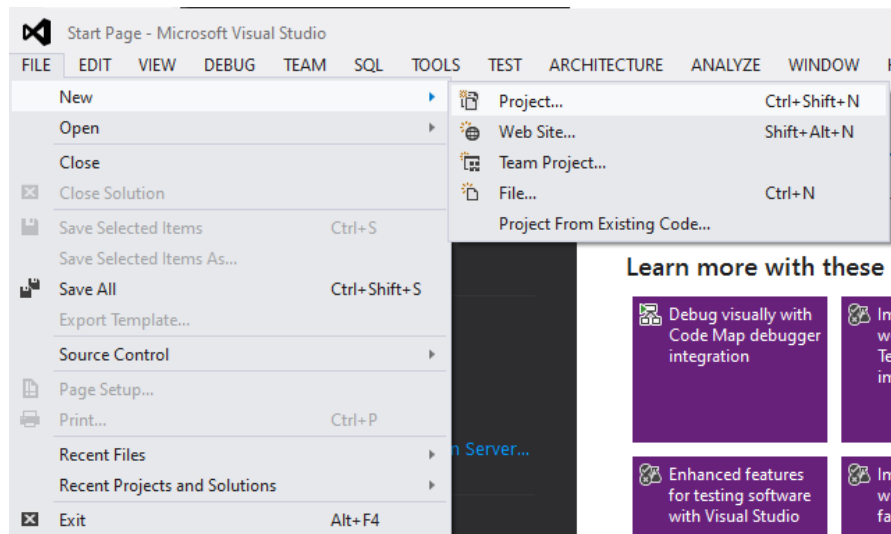 Start Page - Microsoft Visual Studio
FILE EDIT VIEW DEBUG TEAM SQL TOOLS TEST ARCHITECTURE ANALYZE WINDOW
New
Project... Ctrl+Shift+N
Open
Web Site... Shift+Alt+N
Close
Team Project...
Close Solution
File... Ctrl+N
Save Selected Items Ctrl+S
Project From Existing Code...
Save Selected Items As...
Learn more with these
Save All Ctrl+Shift+S
Export Template...
Debug visually with
Code Map debugger
integration
Source Control
Page Setup...
Print... Ctrl+P
Recent Files
Server...
Recent Projects and Solutions
Enhanced features
for testing software
with Visual Studio
Exit Alt+F4